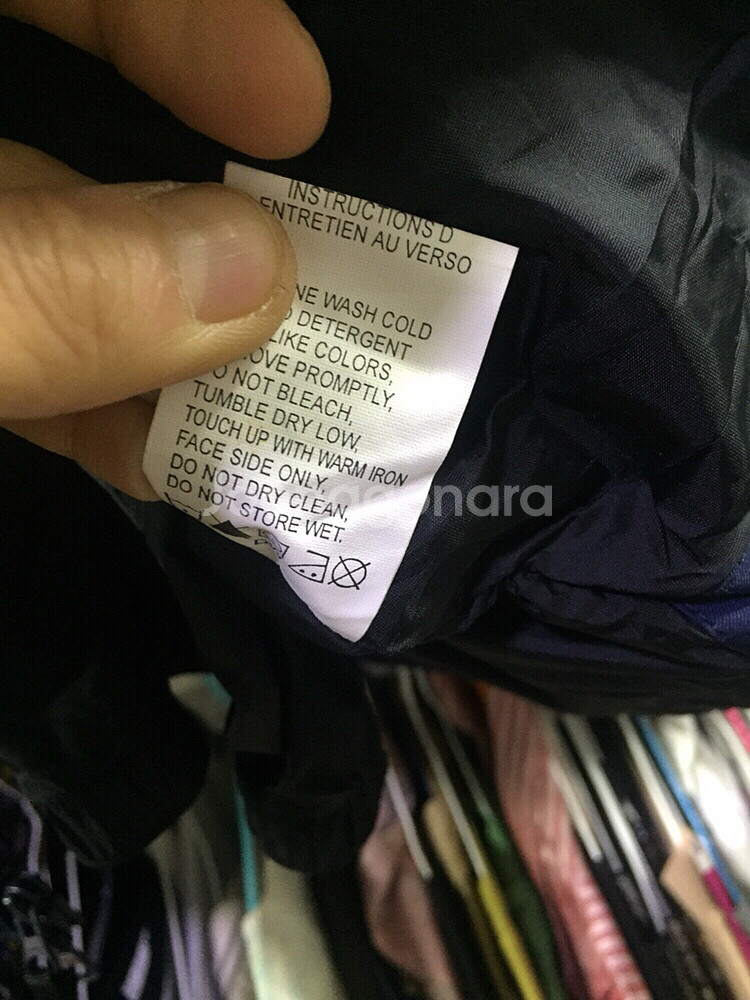 INSTRUCTIONS D
ENTRETIEN AU VERSO
NE WASH COLD
DETERGENT
LIKE COLORS,
OVE PROMPTLY,
O NOT BLEACH,
TUMBLE DRY LOW,
TOUCH UP WITH WARM IRON
FACE SIDE ONLY,
DO NOT DRY CLEAN,
DO NOT STORE WET.